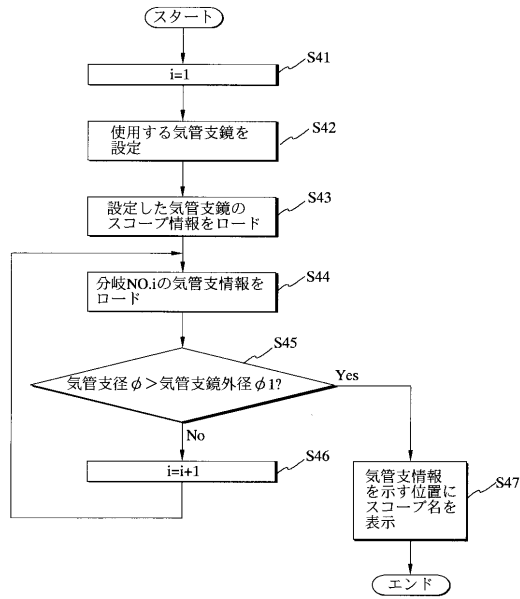 スタート
i=1
S41
使用する気管支鏡を
設定
S42
設定した気管支鏡の
スコープ情報をロード
S43
分岐NO.iの気管支情報を
ロード
S44
気管支径φ＞気管支鏡外径φ1?
S45
Yes
No
i=i+1
S46
気管支情報
を示す位置に
スコープ名を
表示
S47
エンド